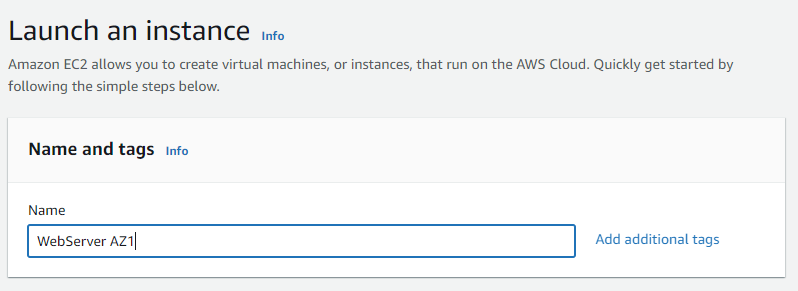 Launch an instance Info
Amazon EC2 allows you to create virtual machines, or instances, that run on the AWS Cloud. Quickly get started by
following the simple steps below.
Name and tags Info
Name
WebServer AZ1
Add additional tags